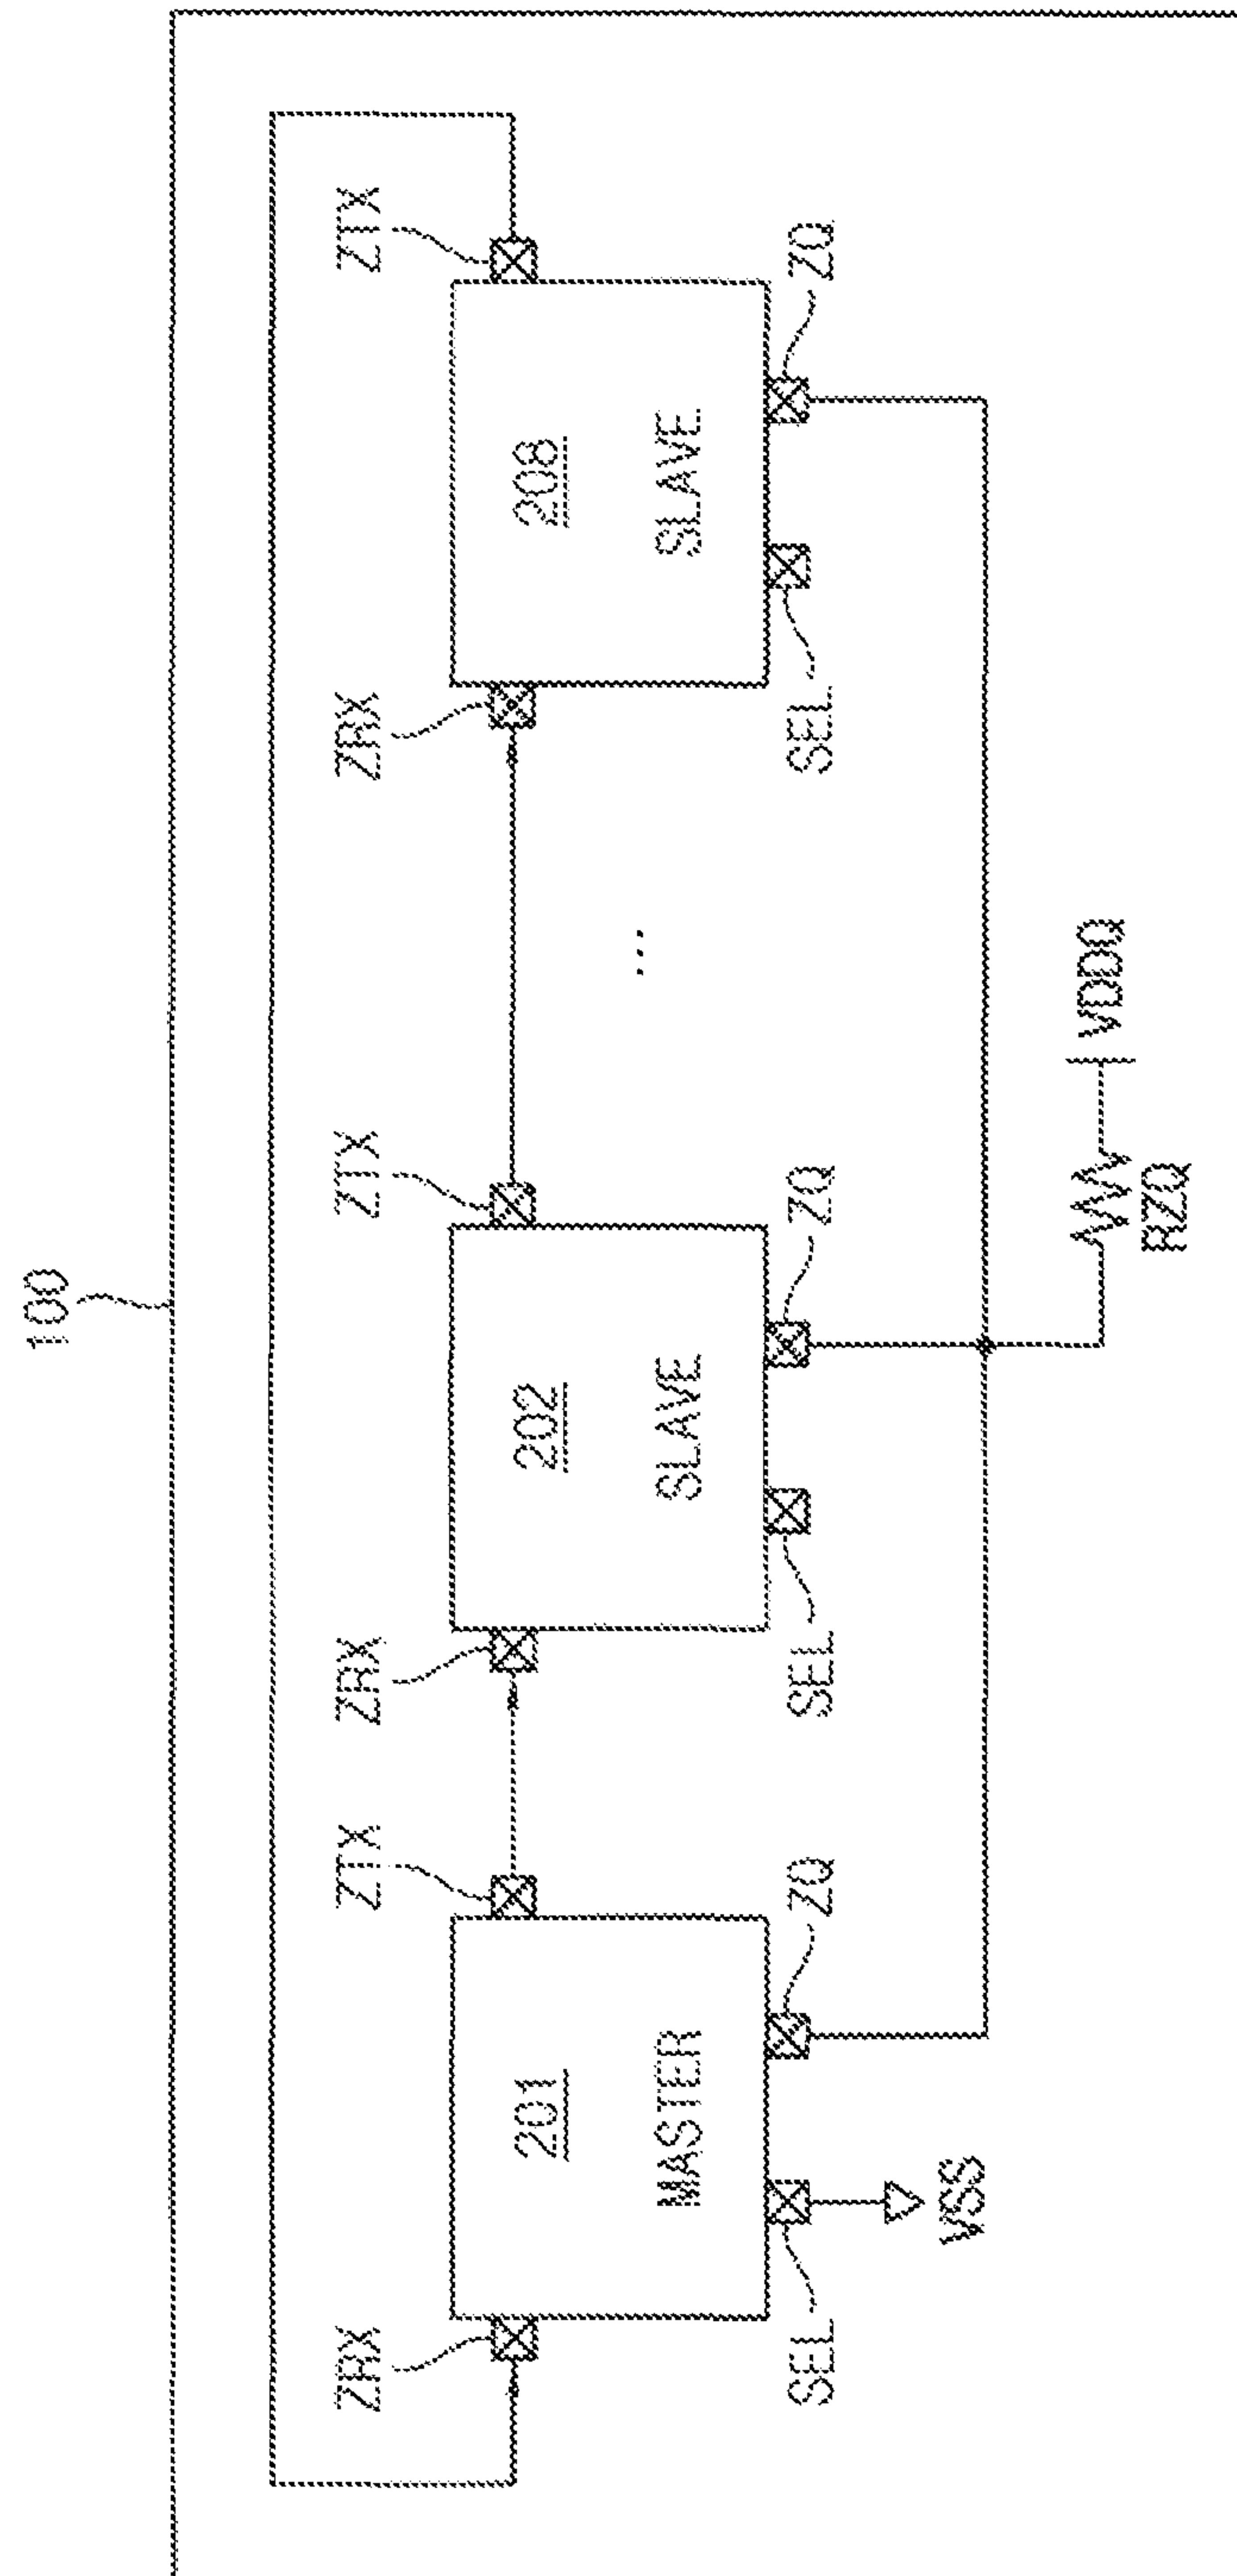 100
ZRX
ZTX
ZRX
ZTX
ZRX
ZTX
201
202
208
MASTER
SLAVE
...
SLAVE
SEL
ZQ
SEL
ZQ
SEL
ZQ
VSS
VDDQ
RZQ